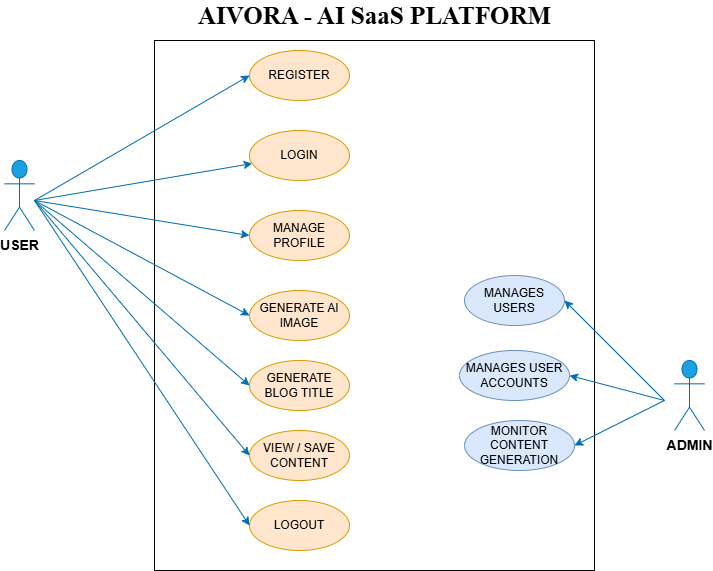 AIVORA - AI SaaS PLATFORM
REGISTER
LOGIN
USER
MANAGE
PROFILE
GENERATE AI
IMAGE
GENERATE
BLOG TITLE
VIEW / SAVE
CONTENT
LOGOUT
MANAGES
USERS
MANAGES USER
ACCOUNTS
MONITOR
CONTENT
GENERATION
ADMIN